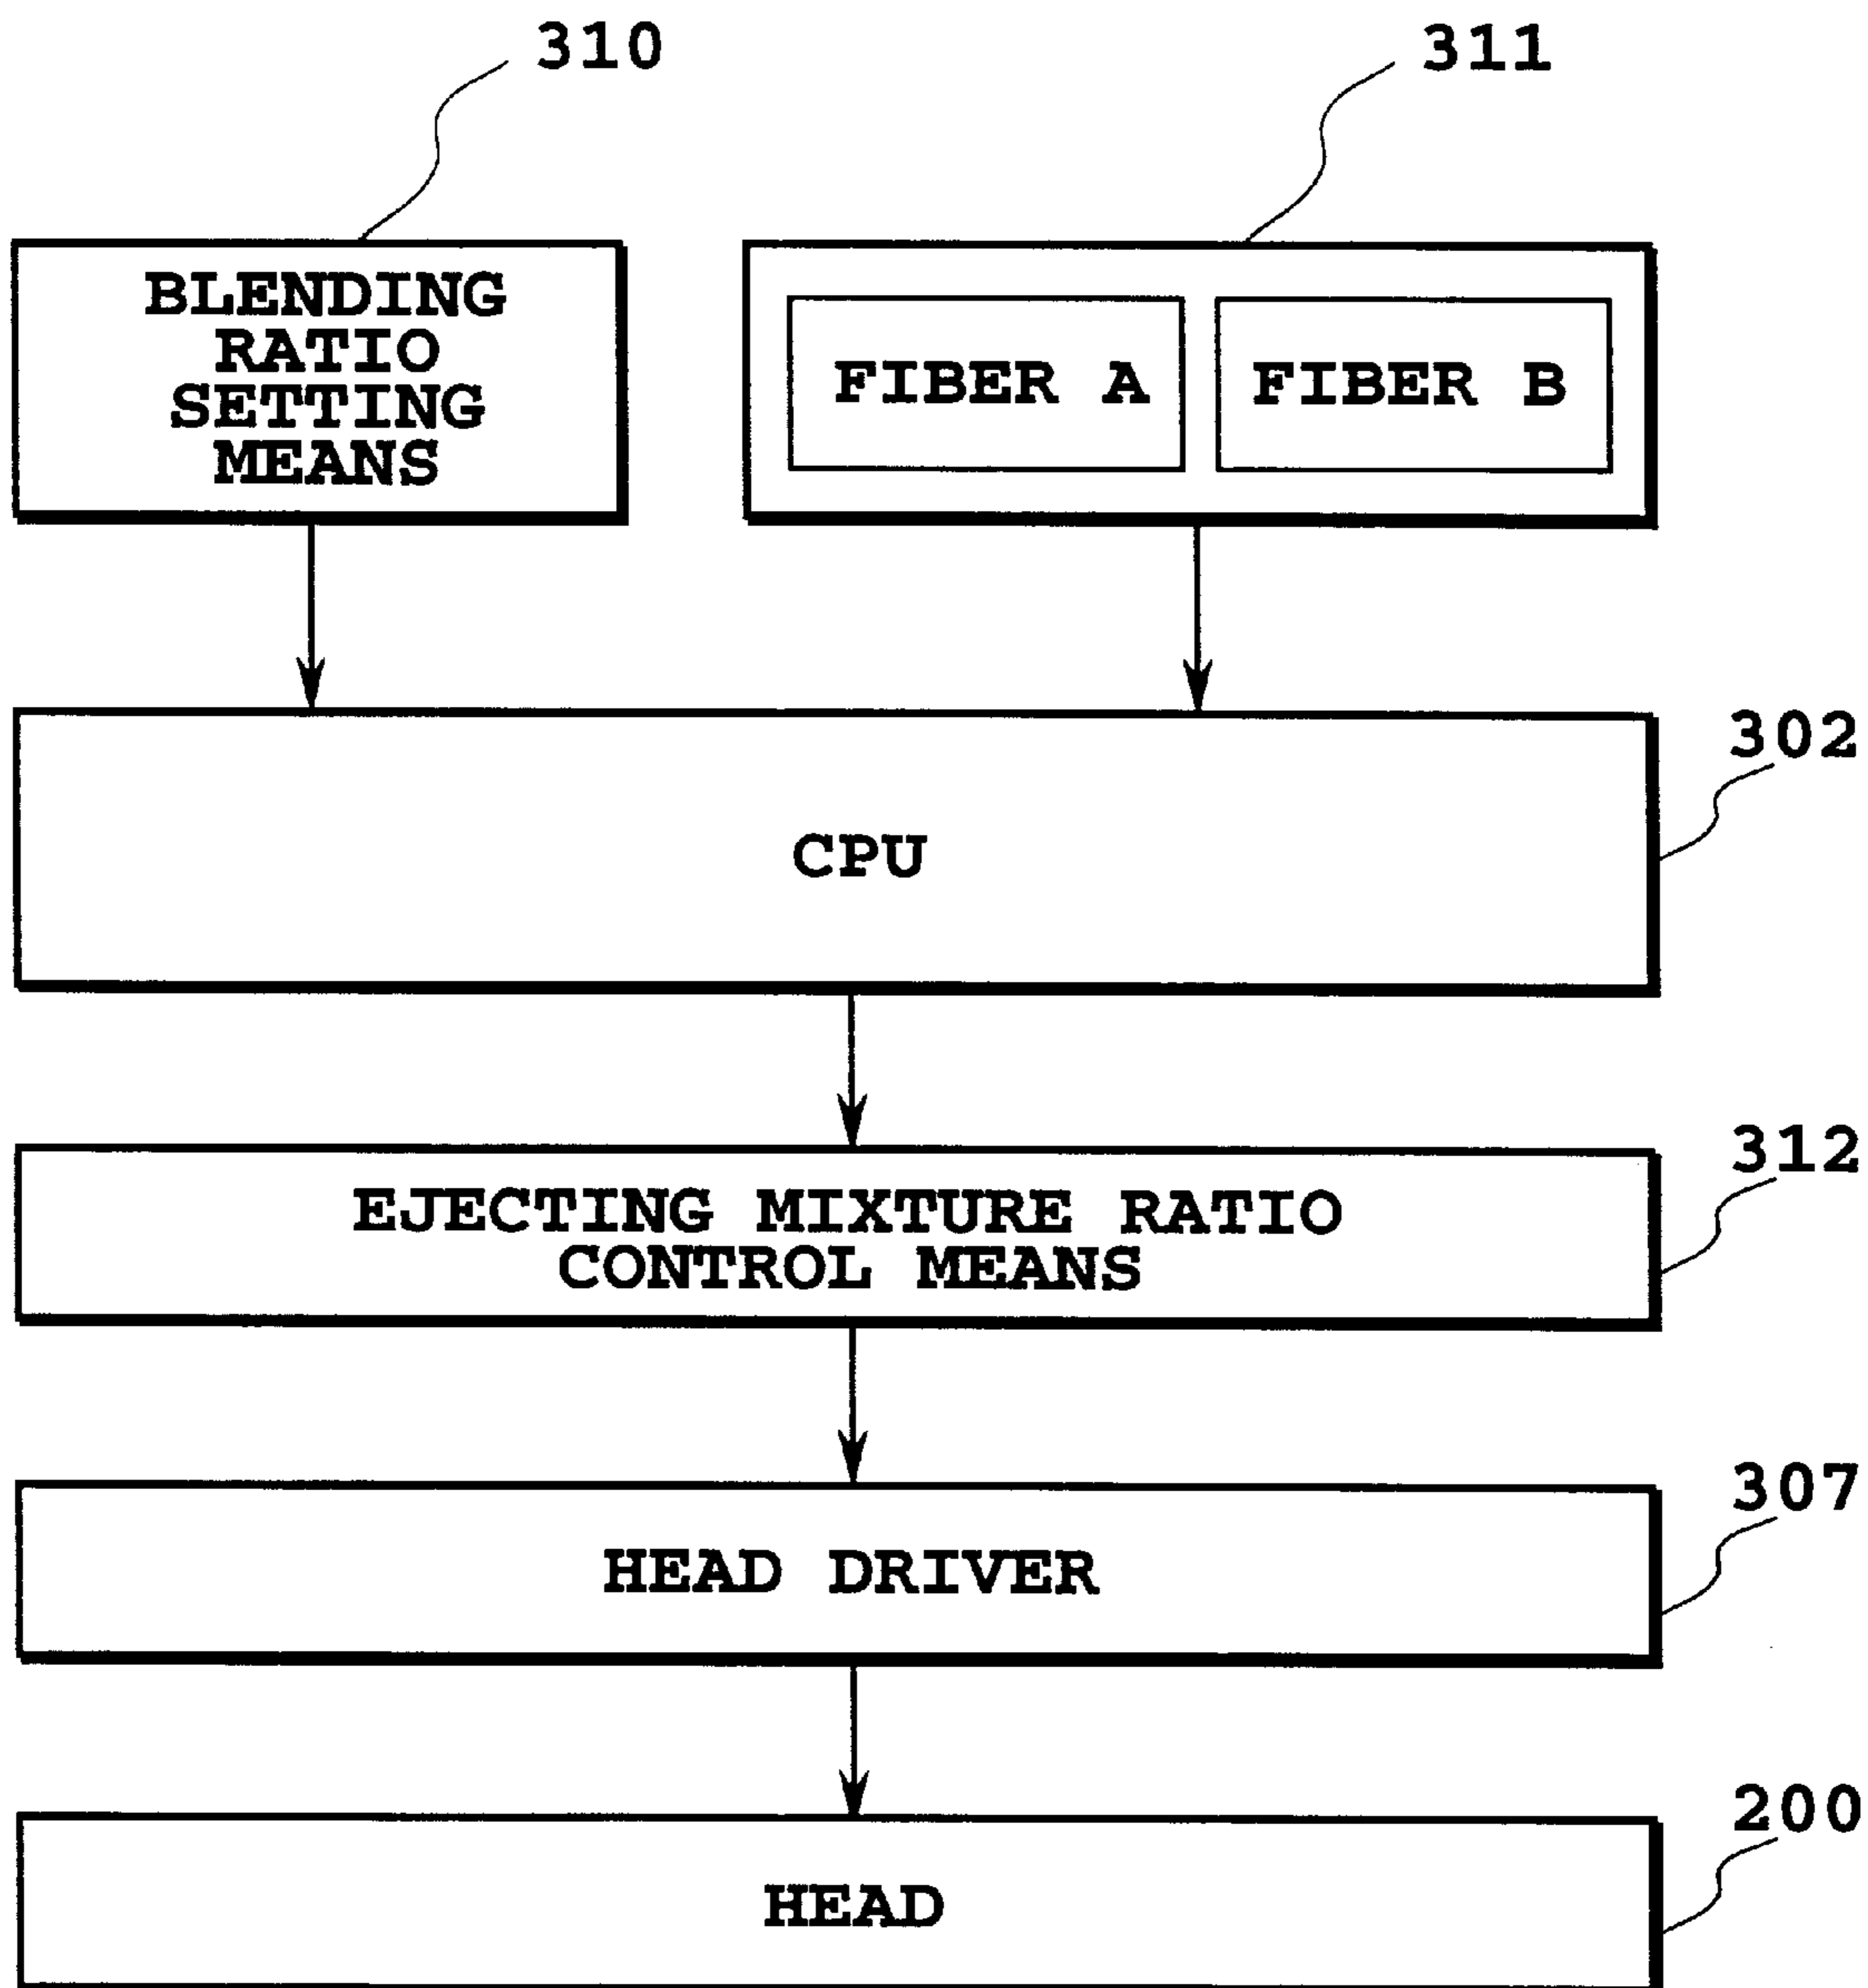 310
311
BLENDING
RATIO
SETTING
MEANS
FIBER A
FIBER B
302
CPU
312
EJECTING MIXTURE RATIO
CONTROL MEANS
307
HEAD DRIVER
200
HEAD